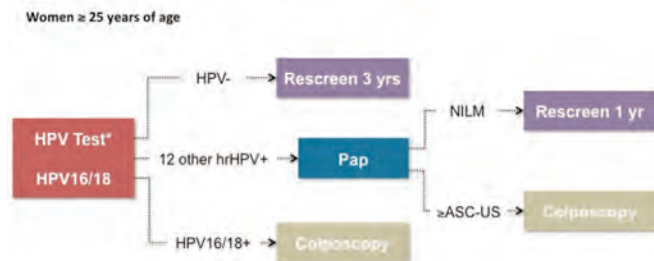 Women ≥ 25 years of age
HPV-
Rescreen 3 yrs
NILM
Rescreen 1 yr
HPV Test*
HPV16/18
12 other hrHPV+
Pap
≥ASC-US
Colposcopy
HPV16/18+
Colposcopy